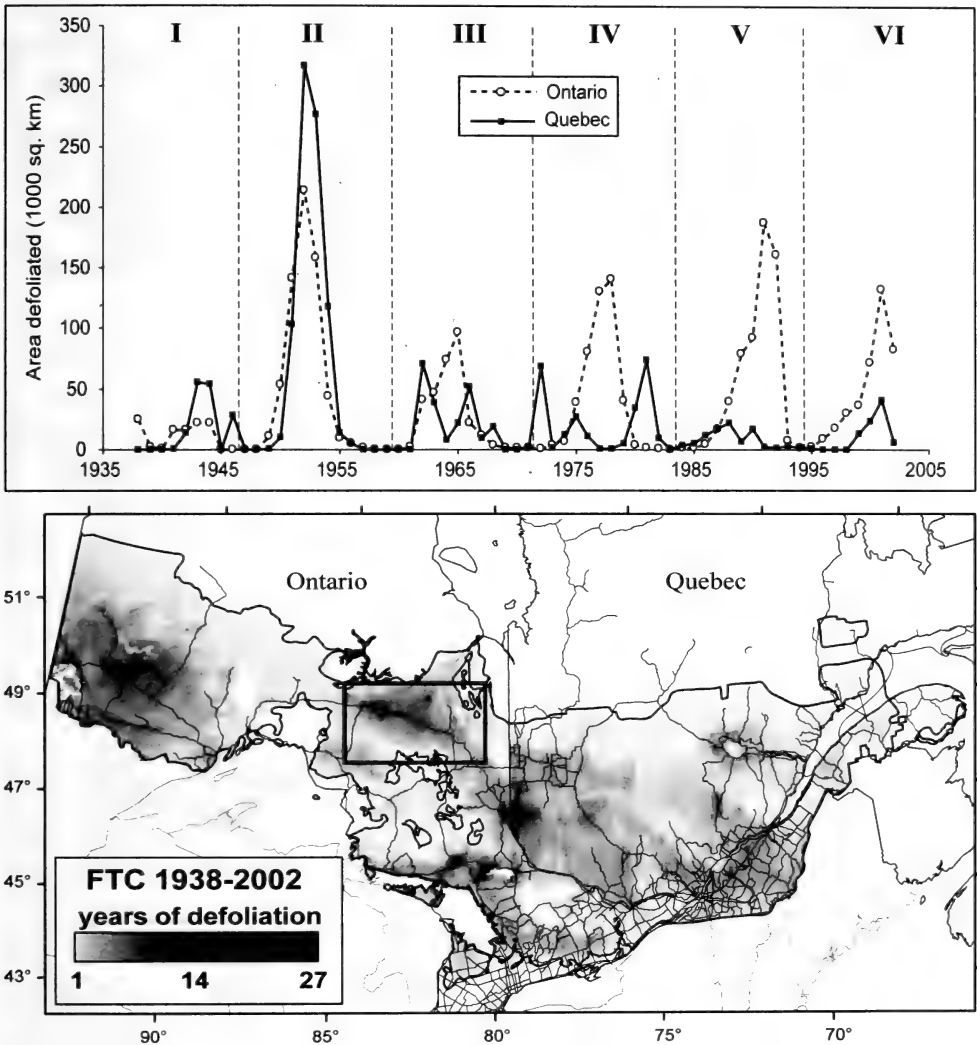 I II III IV V VI
350
300
250
200
150
100
50
0
Area defoliated (1000 sq. km)
Ontario
Quebec
1935 1945 1955 1965 1975 1985 1995 2005
Ontario Quebec
51°
49°
47°
45°
43°
FTC 1938-2002
years of defoliation
1 14 27
90° 85° 80° 75° 70°